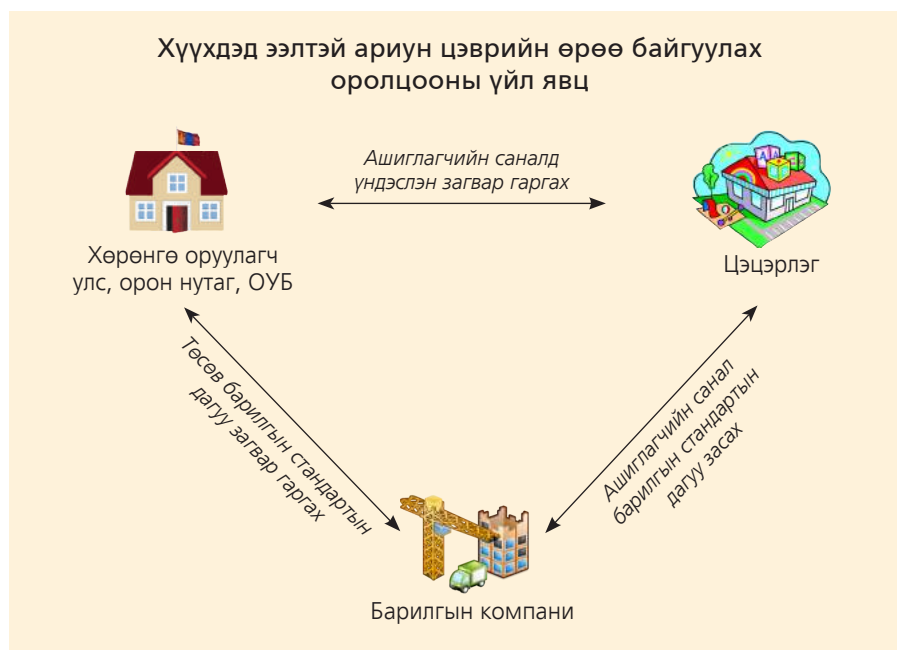 Хүүхдэд ээлтэй ариун цэврийн өрөө байгуулах
оролцооны үйл явц
Ашиглагчийн саналд
үндэслэн загвар гаргах
Хөрөнгө оруулагч
улс, орон нутаг, ОУБ
Цэцэрлэг
Төсөв барилгын стандартын
дагуу загвар гаргах
Ашиглагчийн санал
барилгын стандартын
дагуу засах
Барилгын компани